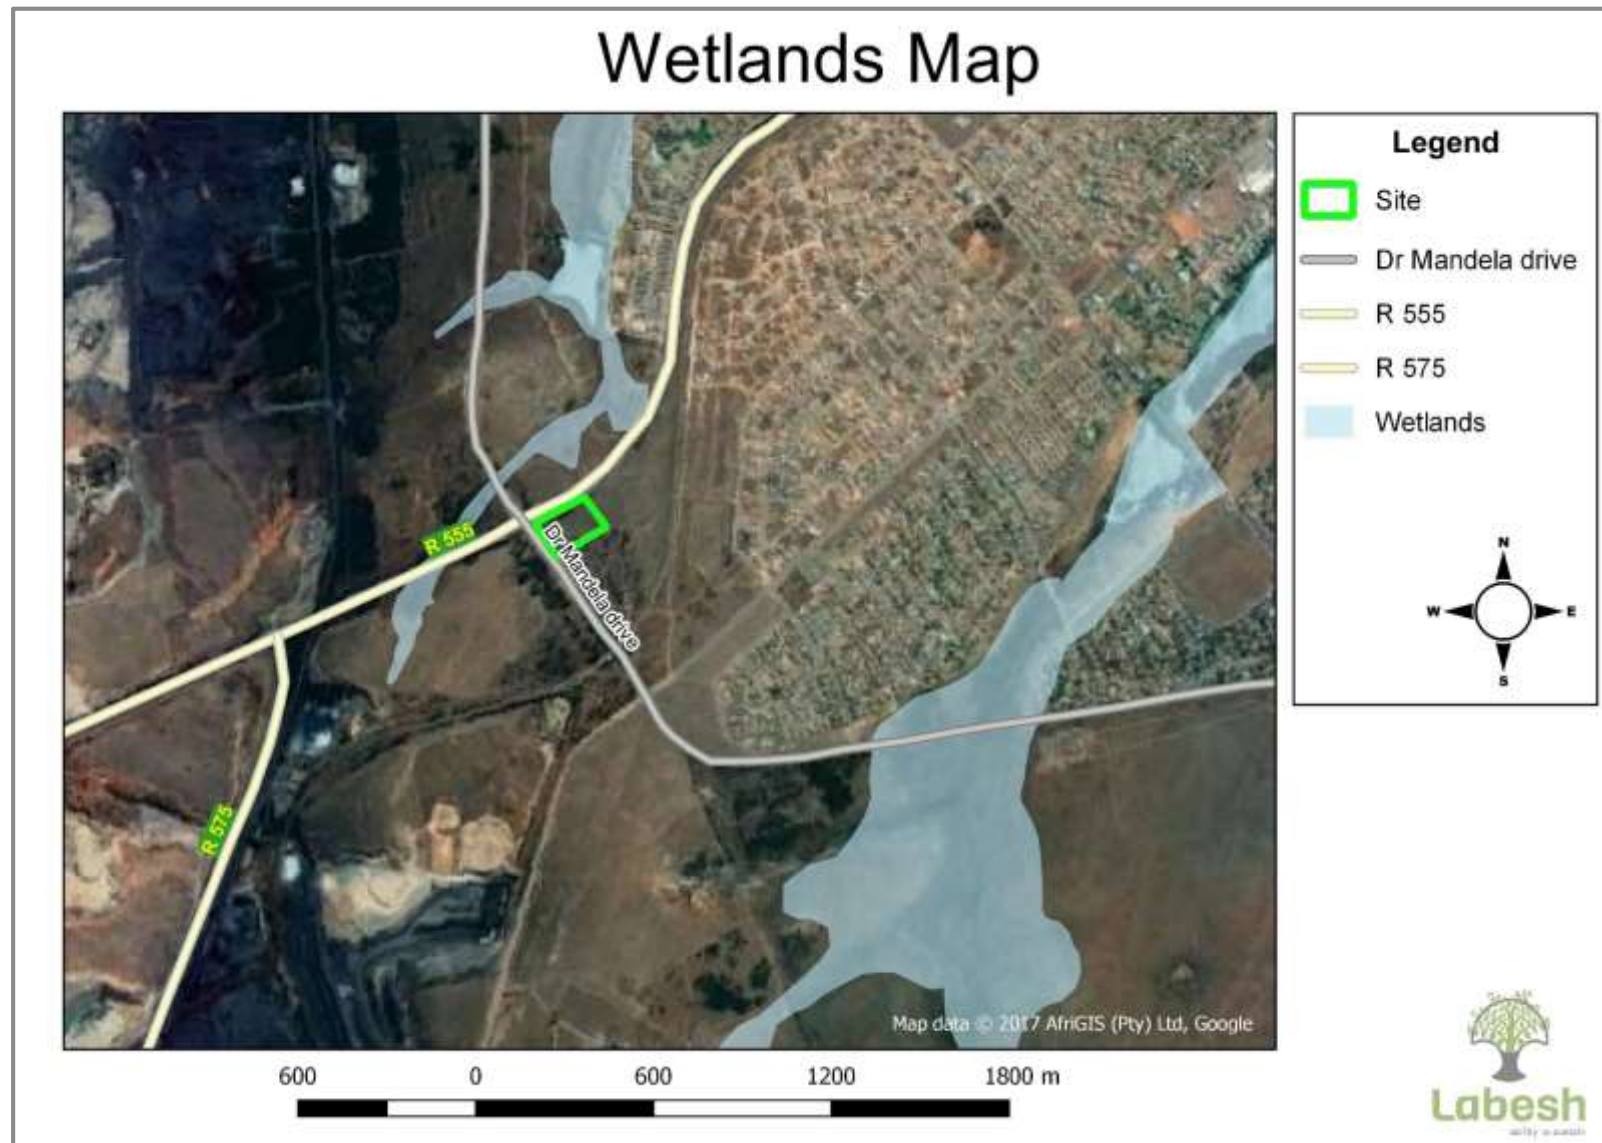 Wetlands Map
Legend
Site
Dr Mandela drive
R 555
R 575
Wetlands
N
W
E
S
R 555
Dr Mandela drive
R 575
Map data © 2017 AfriGIS (Pty) Ltd, Google
600 0 600 1200 1800 m
Labesh